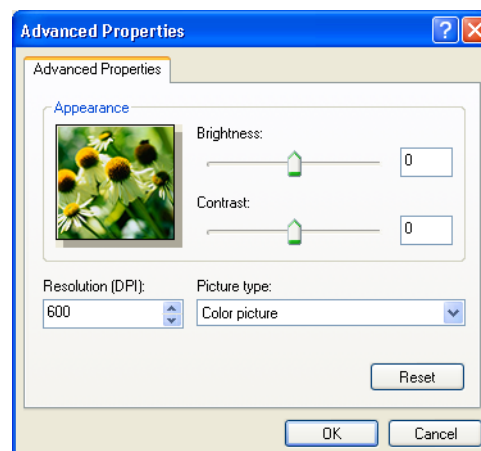 Advanced Properties
Advanced Properties
Appearance
Brightness:
0
Contrast:
0
Resolution (DPI):
Picture type:
600
Color picture
Reset
OK
Cancel